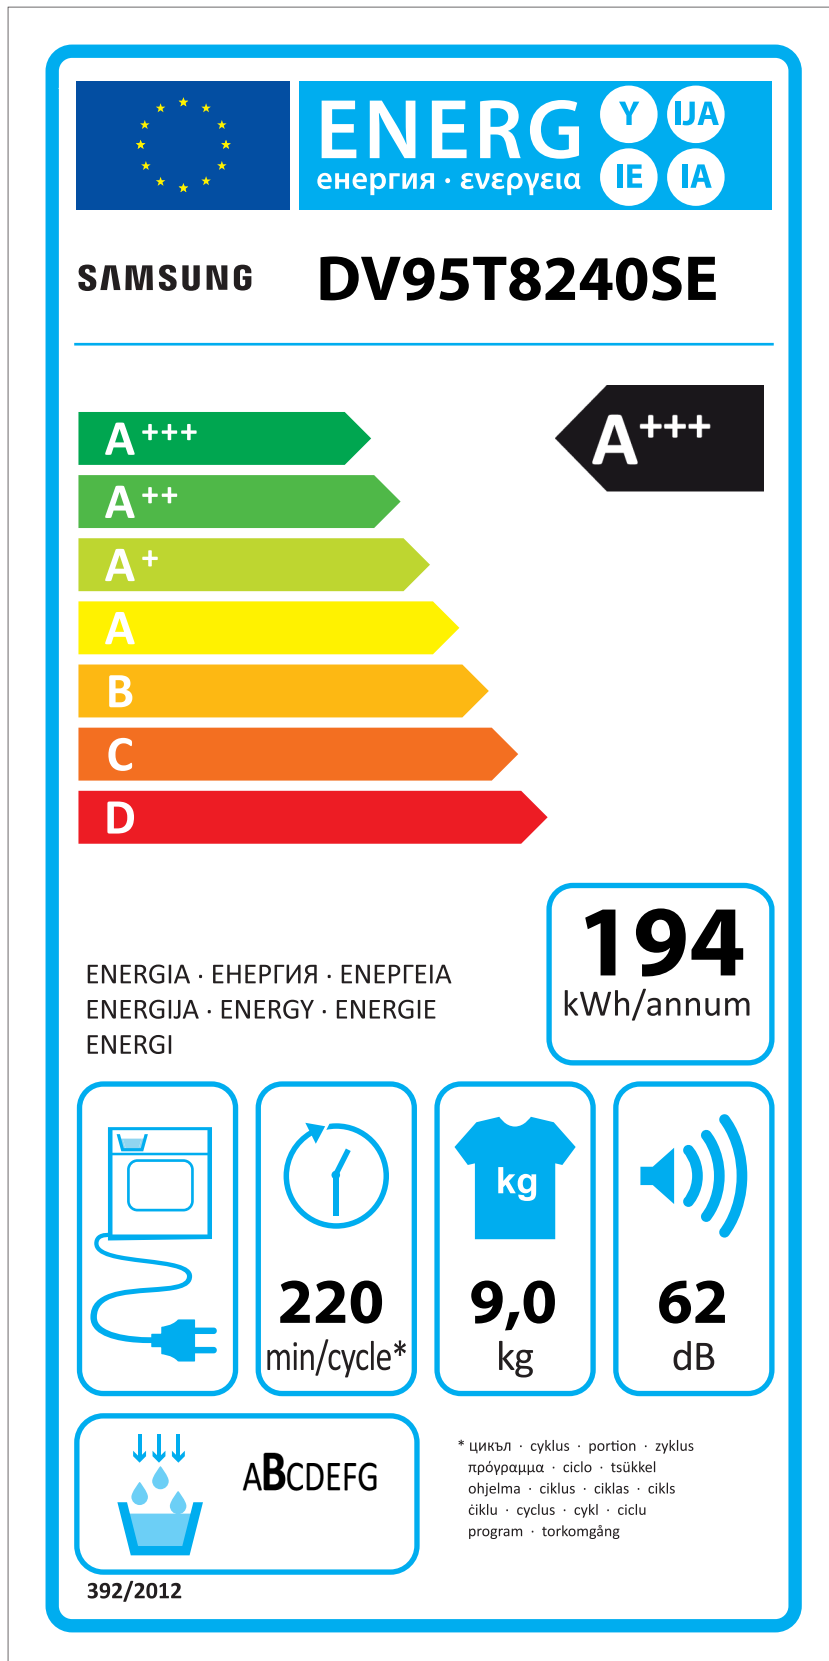 ENERG
Y IJA
IE IA
енергия · ενεργεια
SAMSUNG DV95T8240SE
A+++
A+++
A++
A+
A
B
C
D
194
kWh/annum
ENERGIA · ЕНЕРГИЯ · ΕΝΕΡΓΕΙΑ
ENERGIJA · ENERGY · ENERGIE
ENERGI
kg
220
min/cycle*
9,0
kg
62
dB
ABCDEFG
* цикъл · cyklus · portion · zyklus
πρόγραμμα · ciclo · tsükkel
ohjelma · ciklus · ciklas · cikls
ċiklu · cyclus · cykl · ciclu
program · torkomgång
392/2012